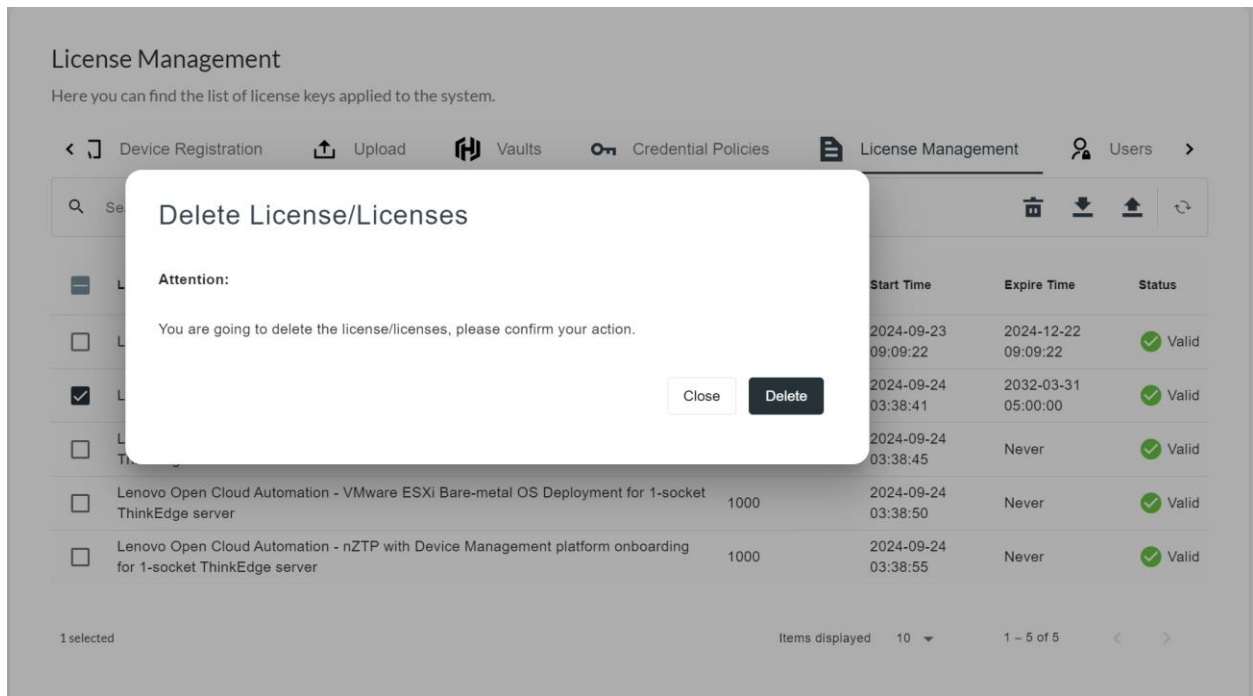 License Management
Here you can find the list of license keys applied to the system.
Device Registration Upload Vaults Credential Policies License Management Users
Delete License/Licenses
Attention:
You are going to delete the license/licenses, please confirm your action.
Close Delete
Start Time Expire Time Status
2024-09-23 2024-12-22
09:09:22 09:09:22 Valid
2024-09-24 2032-03-31
03:38:41 05:00:00 Valid
2024-09-24
03:38:45 Never Valid
Lenovo Open Cloud Automation - VMware ESXi Bare-metal OS Deployment for 1-socket 1000 2024-09-24 Never Valid
ThinkEdge server 03:38:50
Lenovo Open Cloud Automation - nZTP with Device Management platform onboarding 1000 2024-09-24 Never Valid
for 1-socket ThinkEdge server 03:38:55
1 selected Items displayed 10 1 – 5 of 5